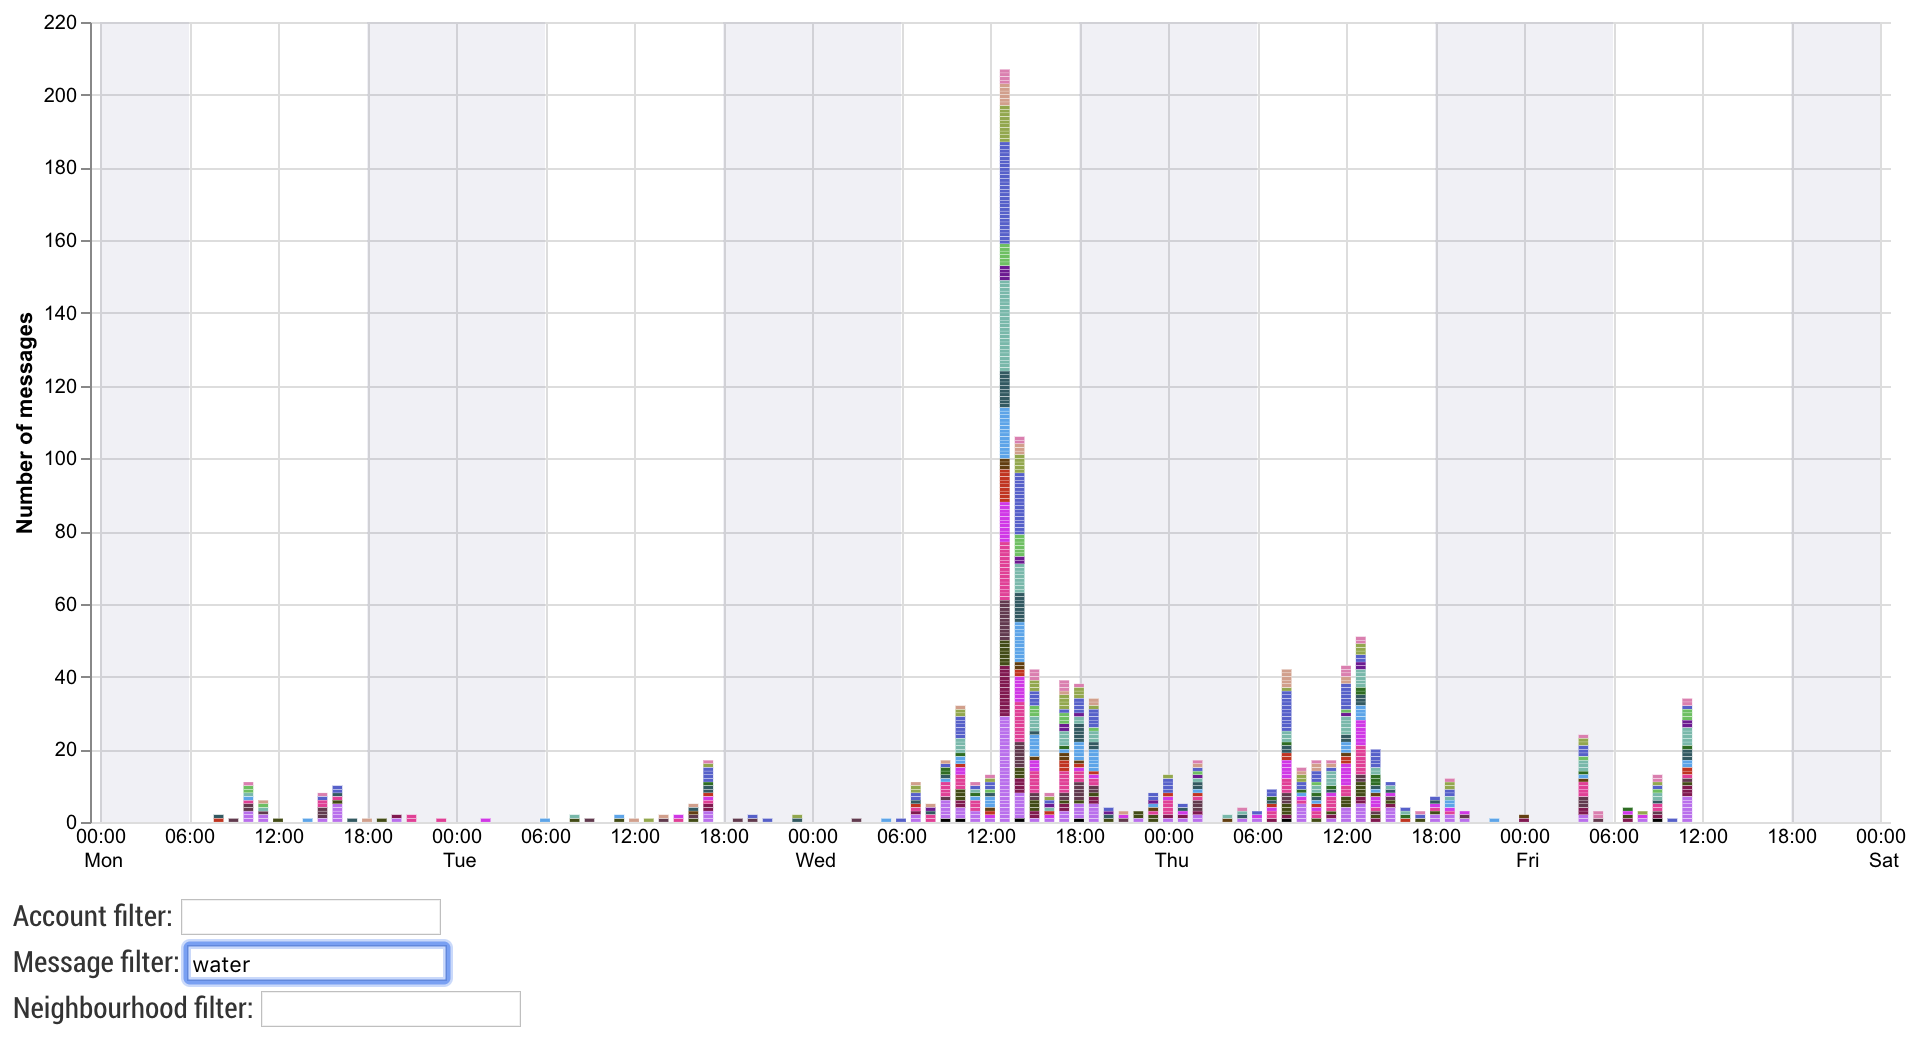 220
200
180
160
140
120
100
80
60
40
20
0
Number of messages
00:00 06:00 12:00 18:00 00:00 06:00 12:00 18:00 00:00 06:00 12:00 18:00 00:00 06:00 12:00 18:00 00:00 06:00 12:00 18:00 00:00
Mon Tue Wed Thu Fri Sat
Account filter:
Message filter: water
Neighbourhood filter: